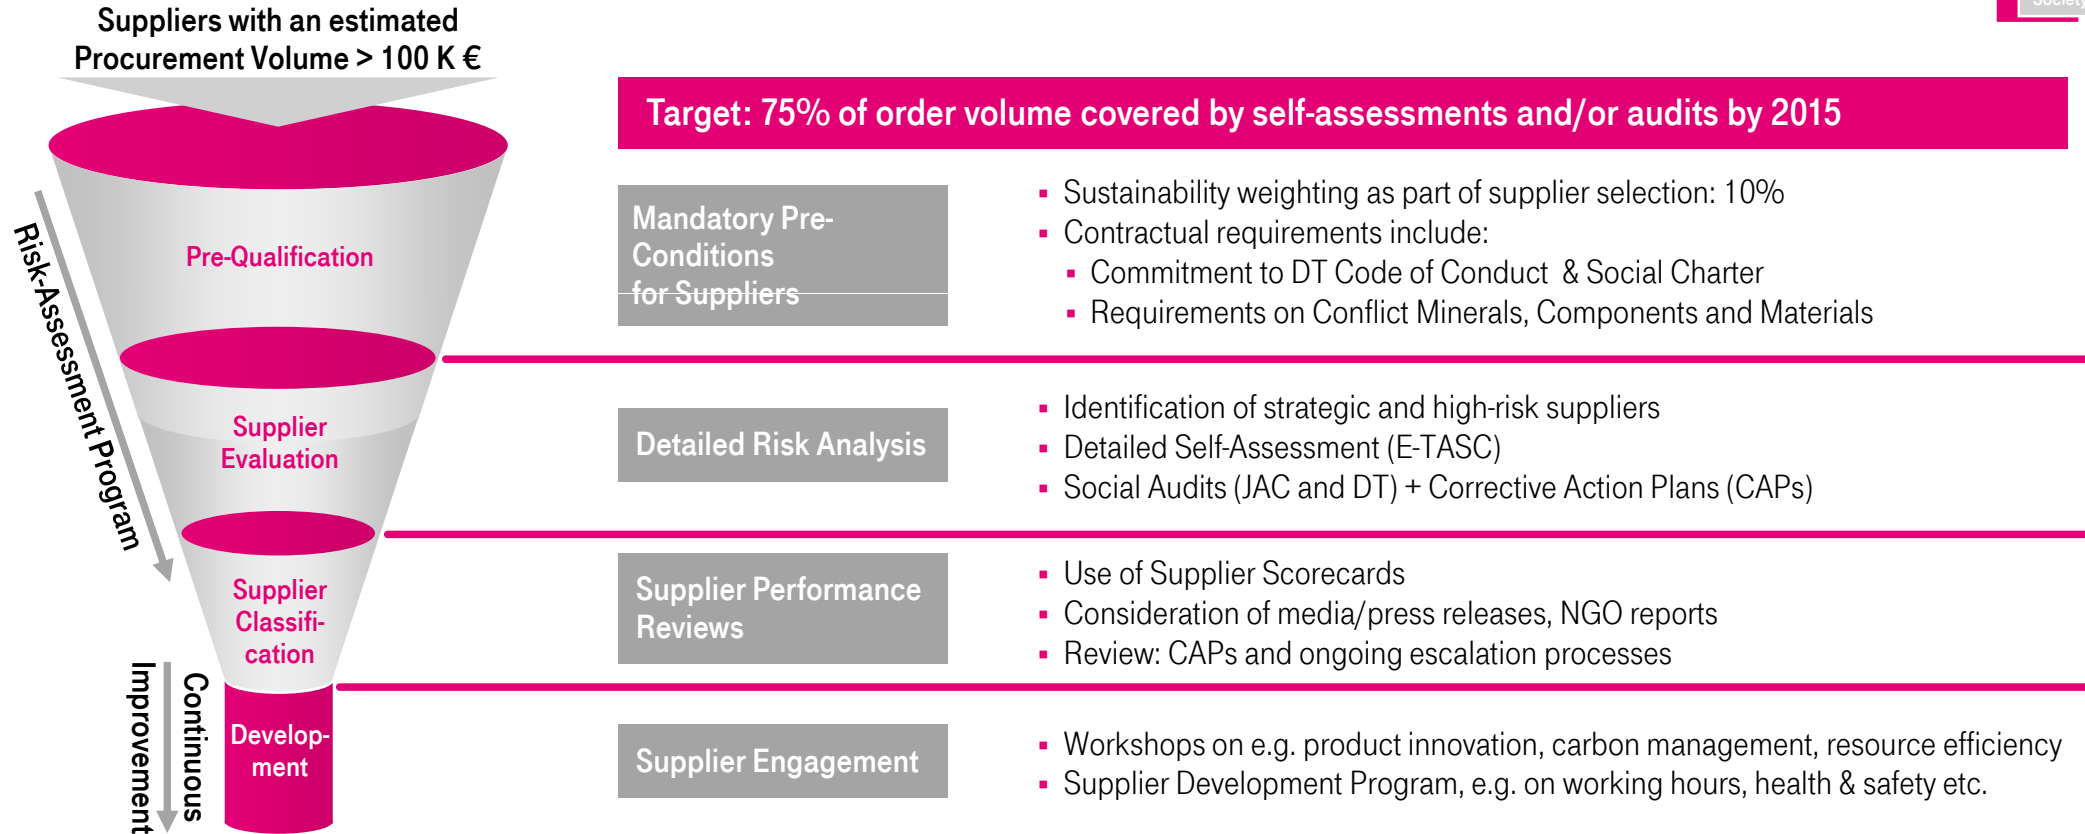 Society
Suppliers with an estimated
Procurement Volume > 100 K €
Target: 75% of order volume covered by self-assessments and/or audits by 2015
Risk-Assessment Program
Pre-Qualification
Mandatory Pre-
Conditions
for Suppliers
▪ Sustainability weighting as part of supplier selection: 10%
▪ Contractual requirements include:
▪ Commitment to DT Code of Conduct & Social Charter
▪ Requirements on Conflict Minerals, Components and Materials
Supplier
Evaluation
Detailed Risk Analysis
▪ Identification of strategic and high-risk suppliers
▪ Detailed Self-Assessment (E-TASC)
▪ Social Audits (JAC and DT) + Corrective Action Plans (CAPs)
Supplier
Classifi-
cation
Supplier Performance
Reviews
▪ Use of Supplier Scorecards
▪ Consideration of media/press releases, NGO reports
▪ Review: CAPs and ongoing escalation processes
Continuous
Improvement
Develop-
ment
Supplier Engagement
▪ Workshops on e.g. product innovation, carbon management, resource efficiency
▪ Supplier Development Program, e.g. on working hours, health & safety etc.